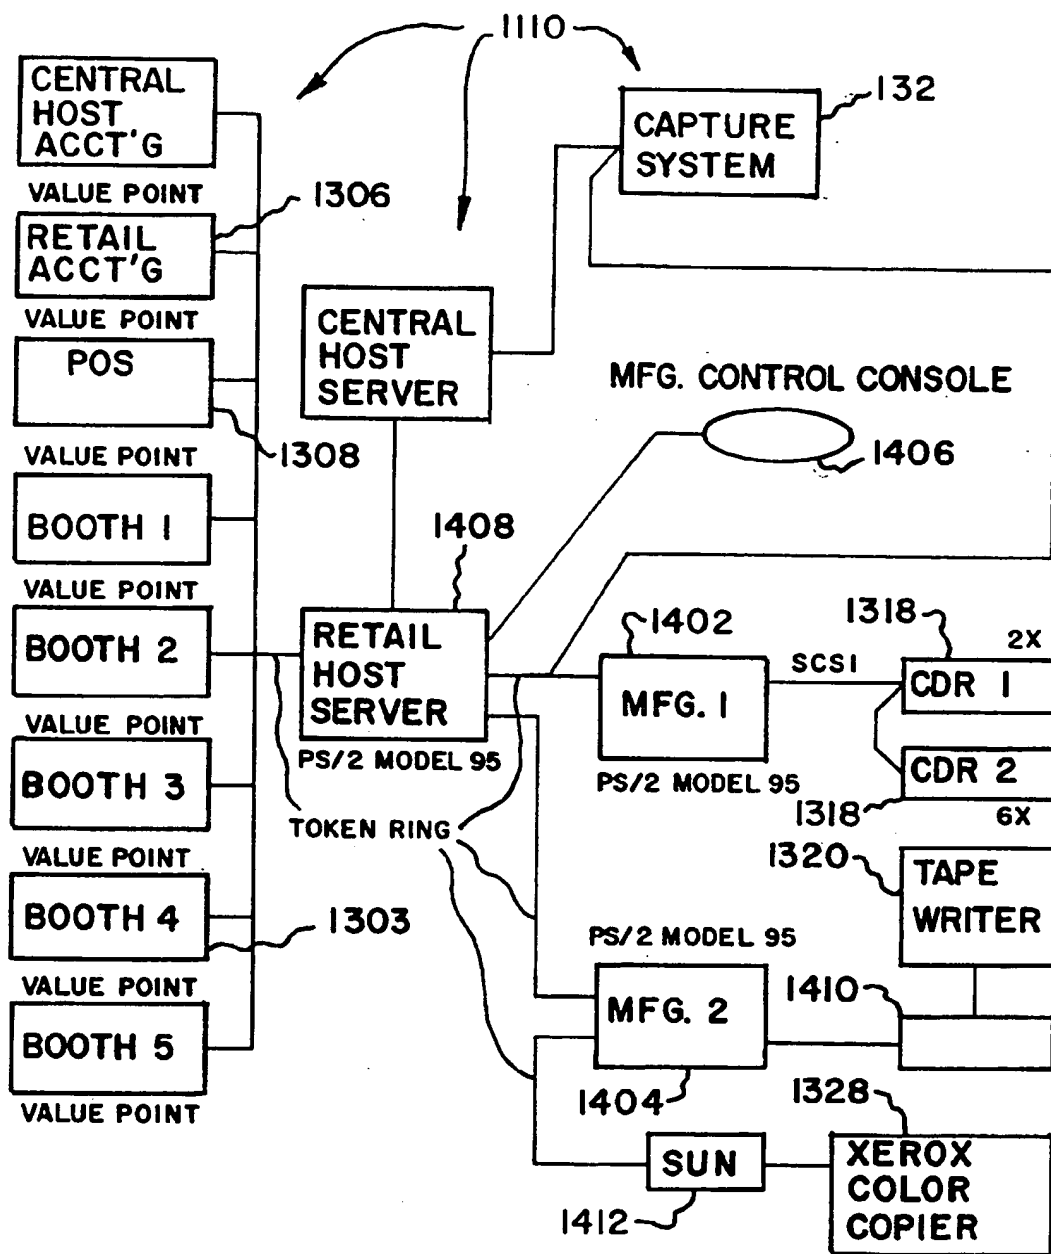 1110
CENTRAL
HOST
ACCT'G
VALUE POINT
1306
RETAIL
ACCT'G
VALUE POINT
POS
1308
VALUE POINT
BOOTH 1
VALUE POINT
BOOTH 2
VALUE POINT
BOOTH 3
VALUE POINT
BOOTH 4
1303
VALUE POINT
BOOTH 5
VALUE POINT
CAPTURE
SYSTEM
132
CENTRAL
HOST
SERVER
MFG. CONTROL CONSOLE
1406
1408
RETAIL
HOST
SERVER
PS/2 MODEL 95
TOKEN RING
1402
MFG. 1
PS/2 MODEL 95
SCSI
1318
2X
CDR 1
CDR 2
1318
6X
1320
TAPE
WRITER
PS/2 MODEL 95
MFG. 2
1404
1410
SUN
1412
1328
XEROX
COLOR
COPIER